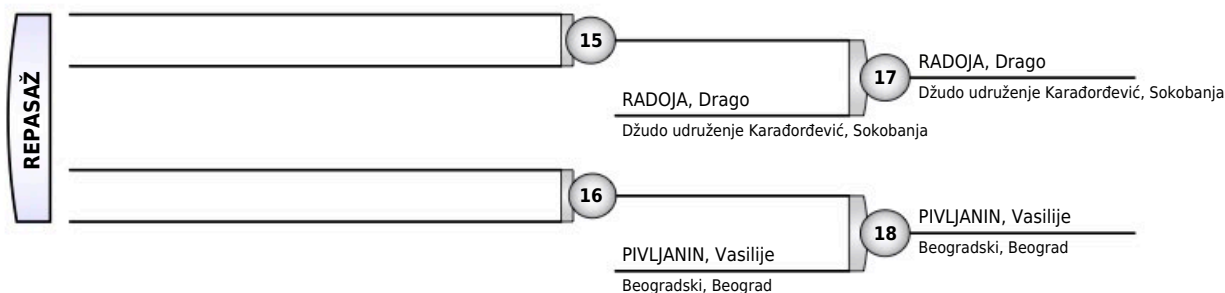 REPASAŽ
15
17
RADOJA, Drago
Džudo udruženje Karađorđević, Sokobanja
RADOJA, Drago
Džudo udruženje Karađorđević, Sokobanja
16
18
PIVLJANIN, Vasilije
Beogradski, Beograd
PIVLJANIN, Vasilije
Beogradski, Beograd